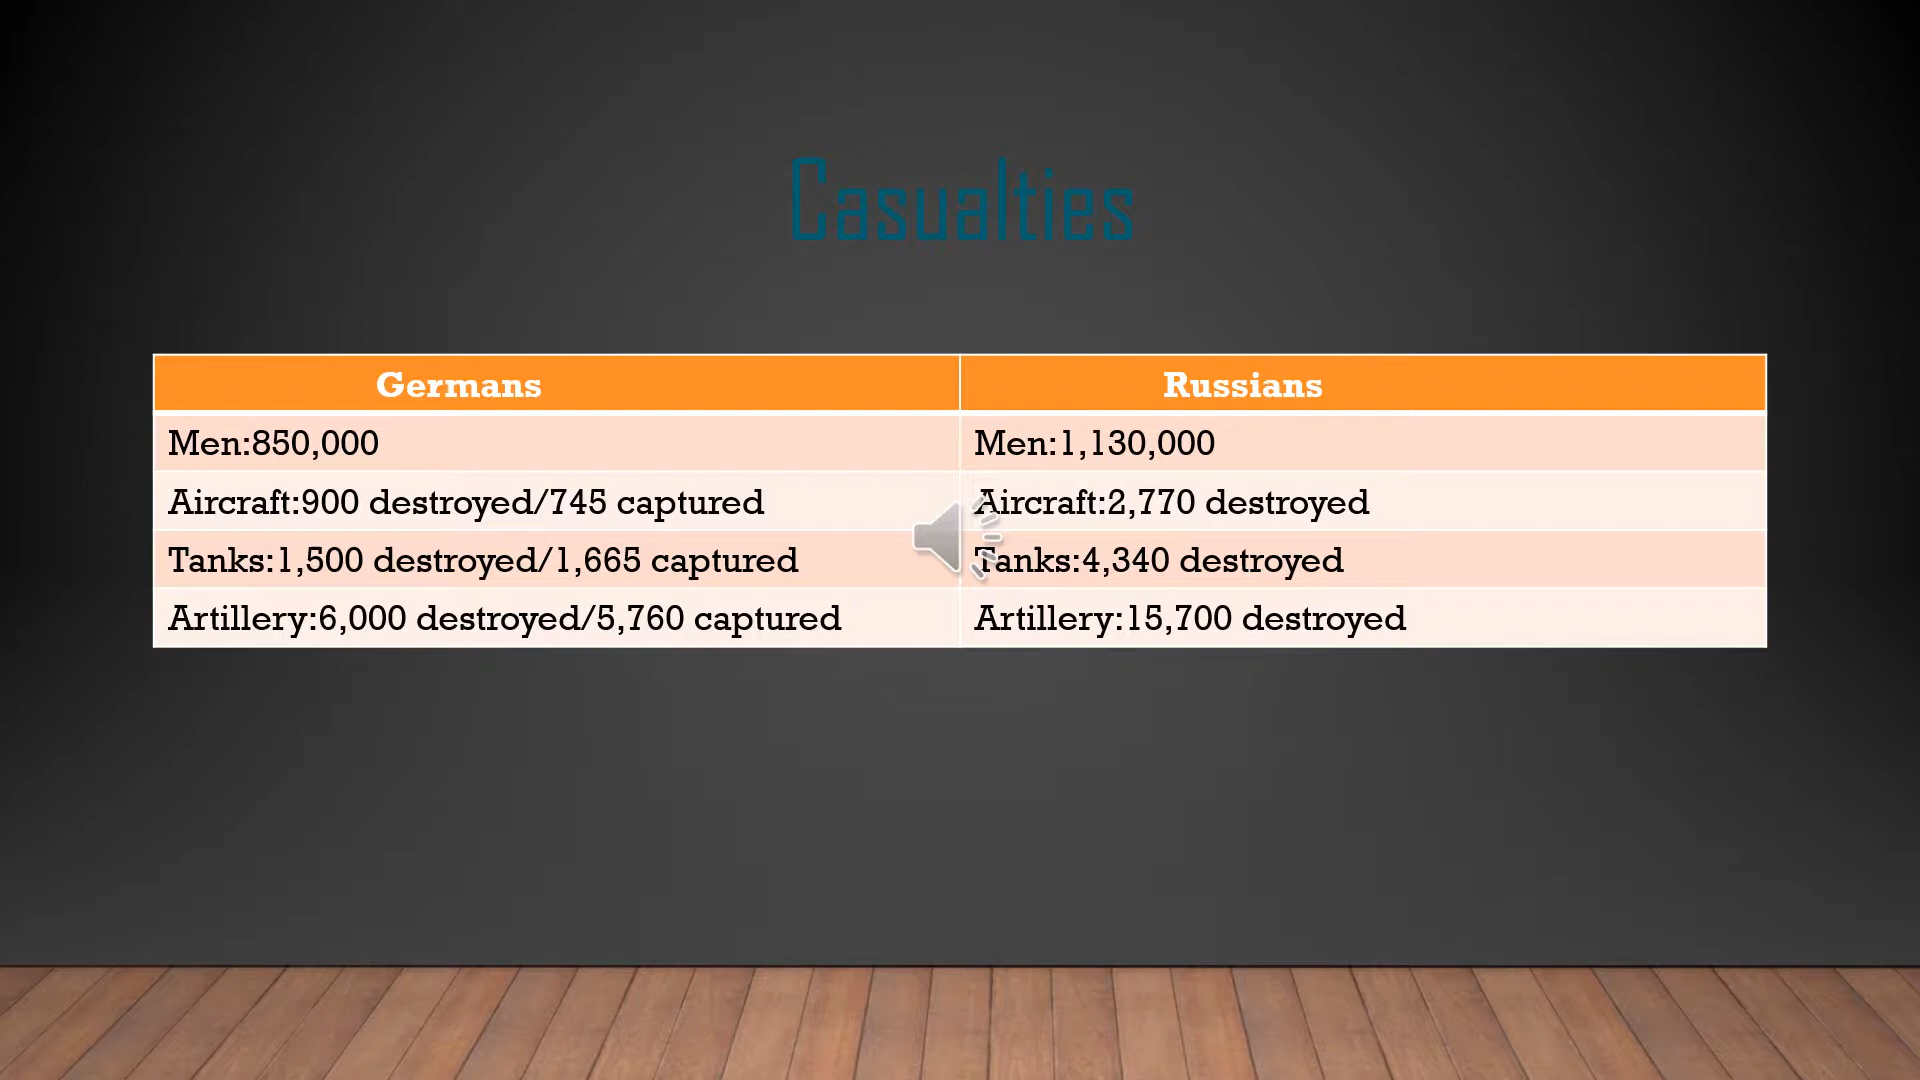 Casualties
Germans
Russians
Men:850,000
Men:1,130,000
Aircraft:900 destroyed/745 captured
Aircraft:2,770 destroyed
Tanks:1,500 destroyed/1,665 captured
Tanks:4,340 destroyed
Artillery:6,000 destroyed/5,760 captured
Artillery:15,700 destroyed